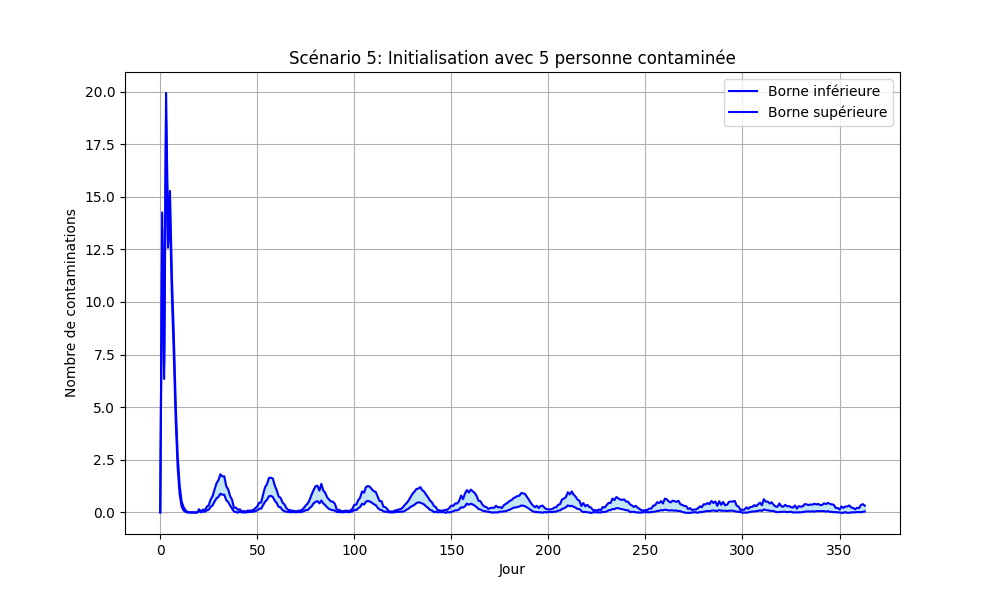 Scénario 5: Initialisation avec 5 personne contaminée
Borne inférieure
Borne supérieure
20.0
17.5
15.0
12.5
10.0
7.5
5.0
2.5
0.0
Nombre de contaminations
0 50 100 150 200 250 300 350
Jour